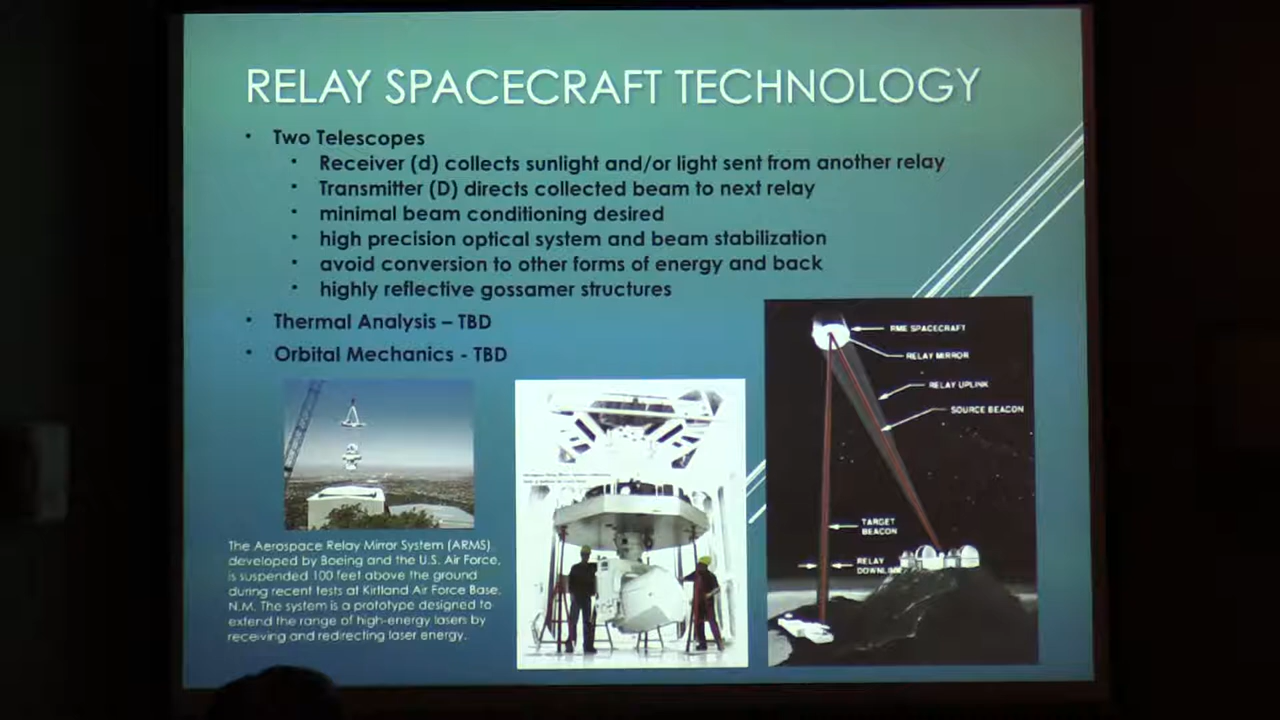 RELAY SPACECRAFT TECHNOLOGY
• Two Telescopes
• Receiver (d) collects sunlight and/or light sent from another relay
• Transmitter (D) directs collected beam to next relay
• minimal beam conditioning desired
• high precision optical system and beam stabilization
• avoid conversion to other forms of energy and back
• highly reflective gossamer structures
• Thermal Analysis – TBD
• Orbital Mechanics - TBD
The Aerospace Relay Mirror System (ARMS),
developed by Boeing and the U.S. Air Force,
is suspended 100 feet above the ground
during recent tests at Kirtland Air Force Base,
N.M. The system is a prototype designed to
extend the range of high-energy lasers by
receiving and redirecting laser energy.
RME SPACECRAFT
RELAY MIRROR
RELAY UPLINK
SOURCE BEACON
TARGET
BEACON
RELAY
DOWNLINK